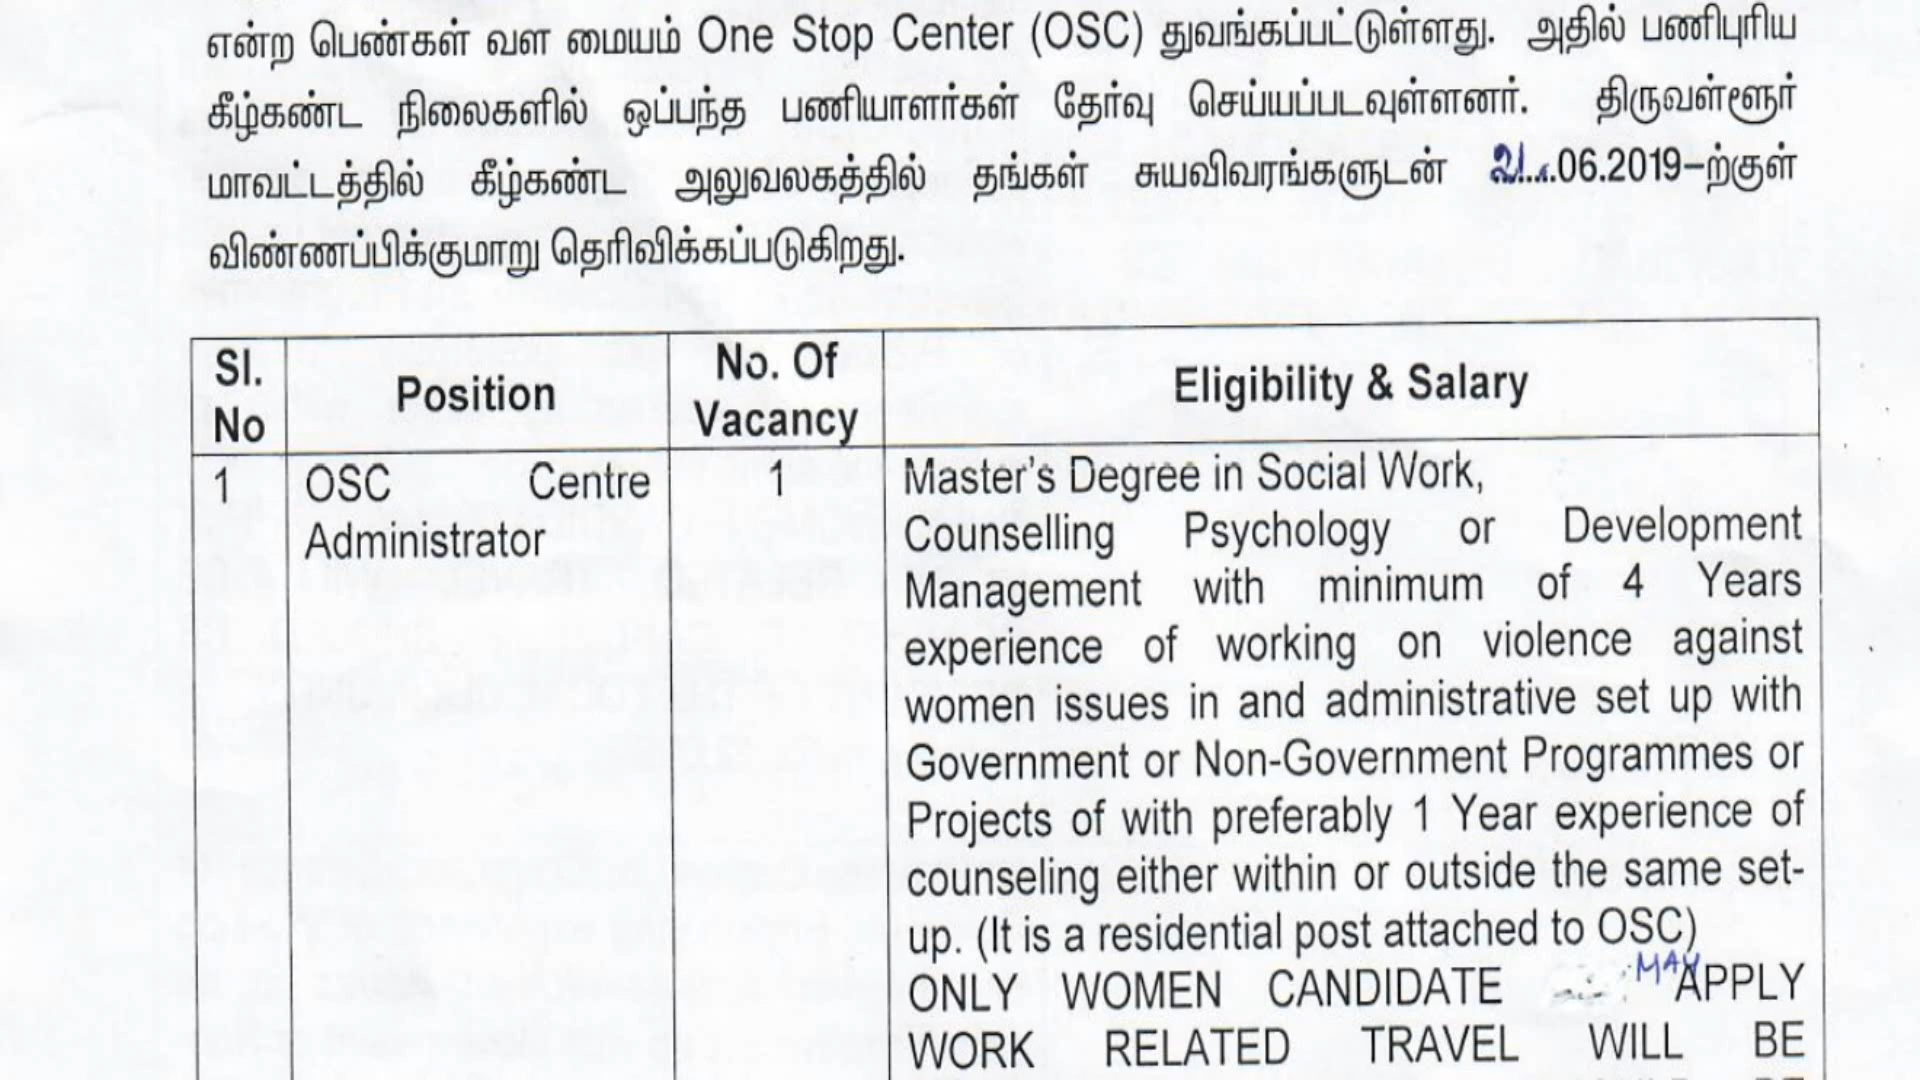 என்ற பெண்கள் வள மையம் One Stop Center (OSC) துவங்கப்பட்டுள்ளது. அதில் பணிபுரிய
கீழ்கண்ட நிலைகளில் ஒப்பந்த பணியாளர்கள் தேர்வு செய்யப்படவுள்ளனர். திருவள்ளூர்
மாவட்டத்தில் கீழ்கண்ட அலுவலகத்தில் தங்கள் சுயவிவரங்களுடன் 21...06.2019-ற்குள்
விண்ணப்பிக்குமாறு தெரிவிக்கப்படுகிறது.
Sl. No Position No. Of Vacancy Eligibility & Salary
1 OSC Centre Administrator 1 Master's Degree in Social Work,
Counselling Psychology or Development
Management with minimum of 4 Years
experience of working on violence against
women issues in and administrative set up with
Government or Non-Government Programmes or
Projects of with preferably 1 Year experience of
counseling either within or outside the same set-
up. (It is a residential post attached to OSC)
ONLY WOMEN CANDIDATE MAY APPLY
WORK RELATED TRAVEL WILL BE